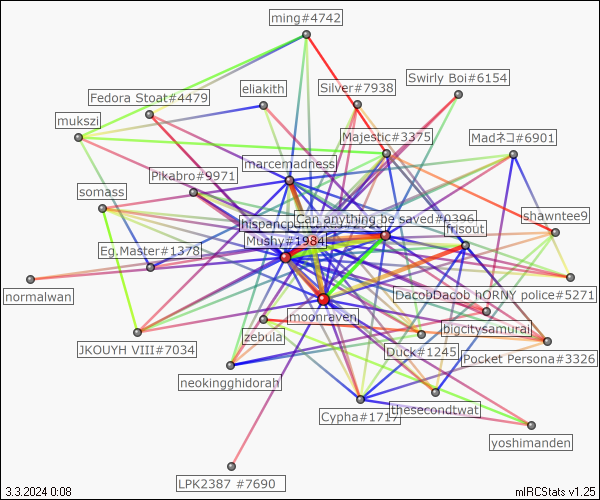 ming#4742
Swirly Boi#6154
Silver#7938
eliakith
Fedora Stoat#4479
mukszi
Majestic#3375
Madネコ#6901
marcemadness
Pikabro#9971
somass
Can anything be saved#0396
shawntee9
frjsout
Mushy#1984
Eg.Master#1378
normalwan
DacobDacob hORNY police#5271
moonraven
bigcitysamurai
zebula
JKOUYH VIII#7034
Duck#1245
Pocket Persona#3326
neokingghidorah
Cypha#1717
thesecondtwat
yoshimanden
LPK2387 #7690
3.3.2024 0:08
mIRCStats v1.25